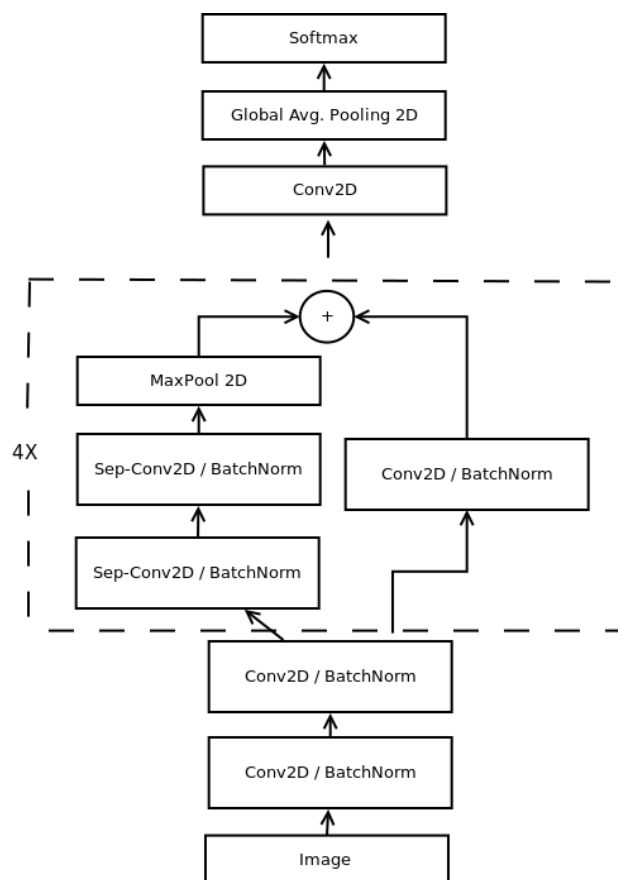 Softmax
Global Avg. Pooling 2D
Conv2D
+
MaxPool 2D
4X
Sep-Conv2D / BatchNorm
Conv2D / BatchNorm
Sep-Conv2D / BatchNorm
Conv2D / BatchNorm
Conv2D / BatchNorm
Image